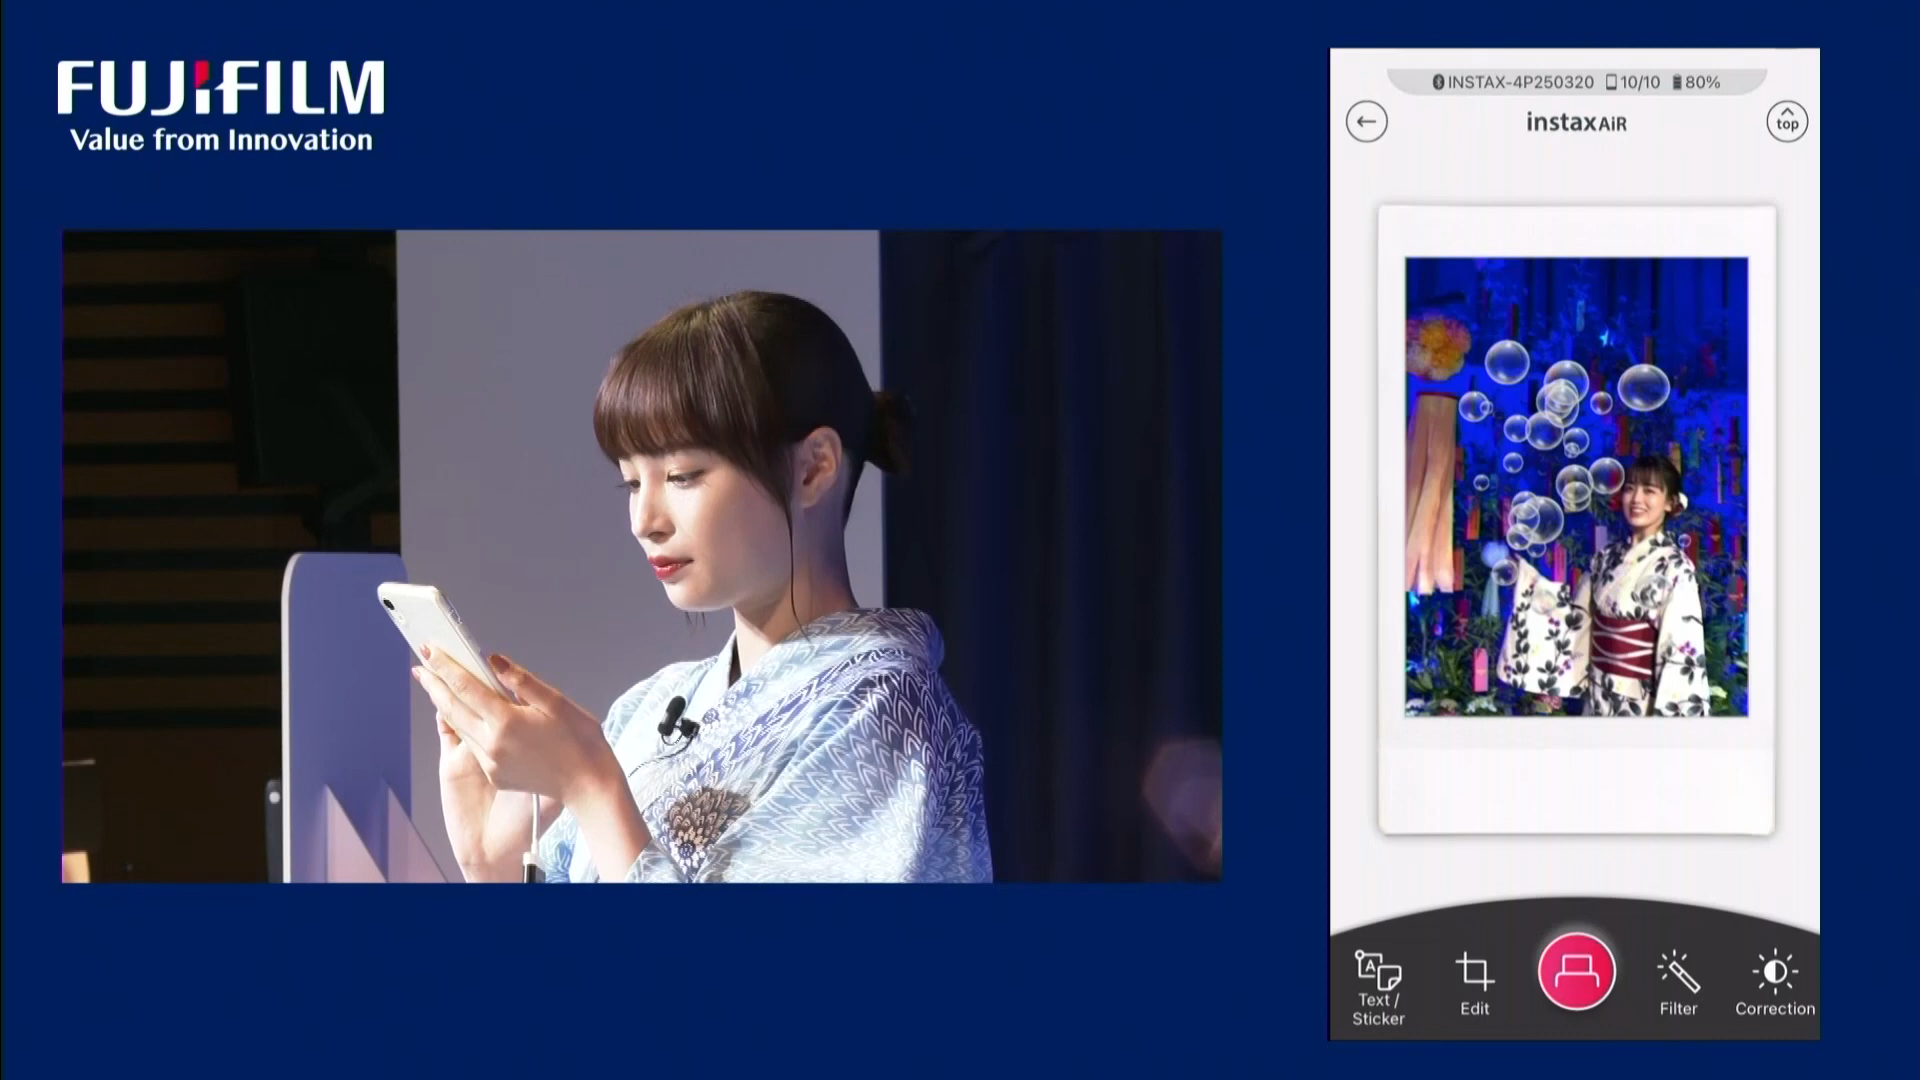 FUJIFILM
Value from Innovation
INSTAX-4P250320 10/10 80%
instax AiR
top
A
Text /
Sticker
Edit
Filter
Correction